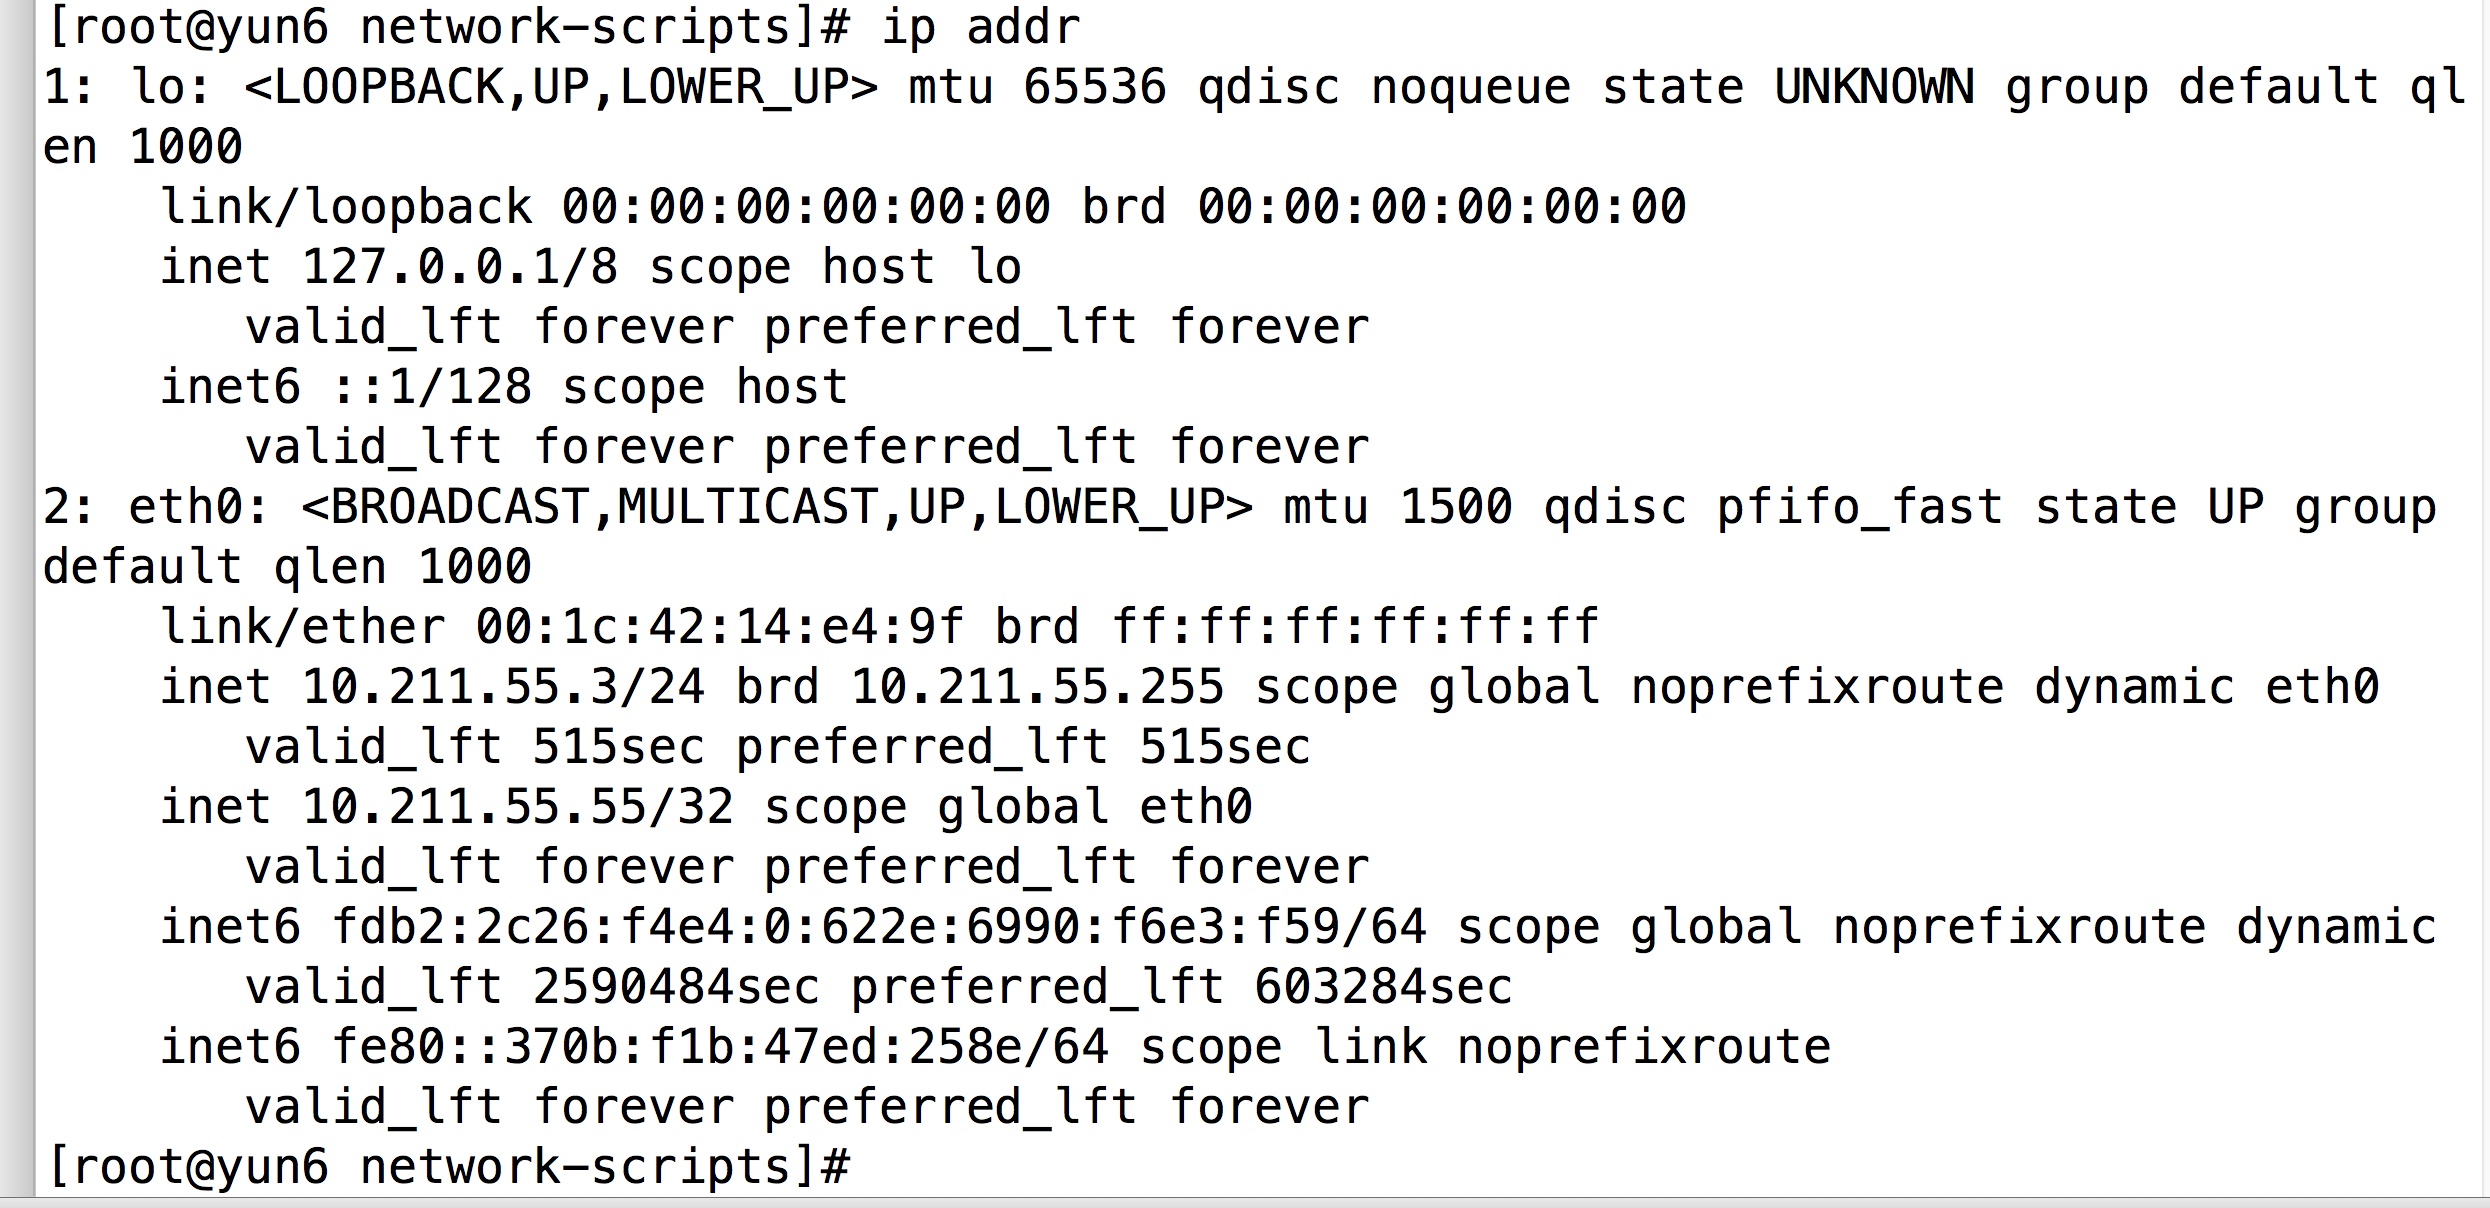 [root@yun6 network-scripts]# ip addr
1: lo: <LOOPBACK,UP,LOWER_UP> mtu 65536 qdisc noqueue state UNKNOWN group default ql
en 1000
    link/loopback 00:00:00:00:00:00 brd 00:00:00:00:00:00
    inet 127.0.0.1/8 scope host lo
       valid_lft forever preferred_lft forever
    inet6 ::1/128 scope host
       valid_lft forever preferred_lft forever
2: eth0: <BROADCAST,MULTICAST,UP,LOWER_UP> mtu 1500 qdisc pfifo_fast state UP group
default qlen 1000
    link/ether 00:1c:42:14:e4:9f brd ff:ff:ff:ff:ff:ff
    inet 10.211.55.3/24 brd 10.211.55.255 scope global noprefixroute dynamic eth0
       valid_lft 515sec preferred_lft 515sec
    inet 10.211.55.55/32 scope global eth0
       valid_lft forever preferred_lft forever
    inet6 fdb2:2c26:f4e4:0:622e:6990:f6e3:f59/64 scope global noprefixroute dynamic
       valid_lft 2590484sec preferred_lft 603284sec
    inet6 fe80::370b:f1b:47ed:258e/64 scope link noprefixroute
       valid_lft forever preferred_lft forever
[root@yun6 network-scripts]#